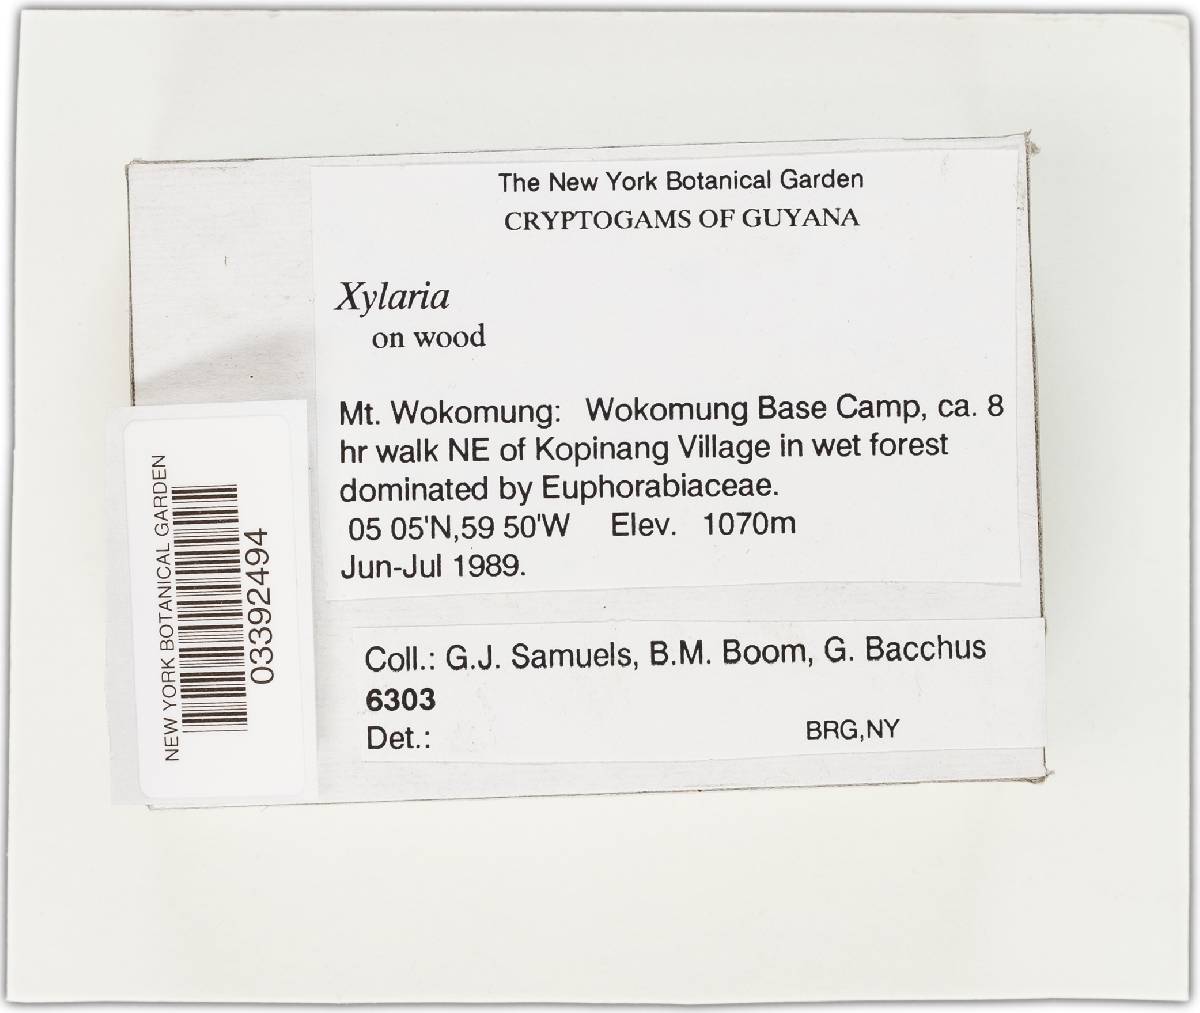 The New York Botanical Garden
CRYPTOGAMS OF GUYANA
Xylaria
on wood
Mt. Wokomung: Wokomung Base Camp, ca. 8
hr walk NE of Kopinang Village in wet forest
dominated by Euphorabiaceae.
05 05'N,59 50'W Elev. 1070m
Jun-Jul 1989.
NEW YORK BOTANICAL GARDEN
03392494
Coll.: G.J. Samuels, B.M. Boom, G. Bacchus
6303
Det.:
BRG,NY